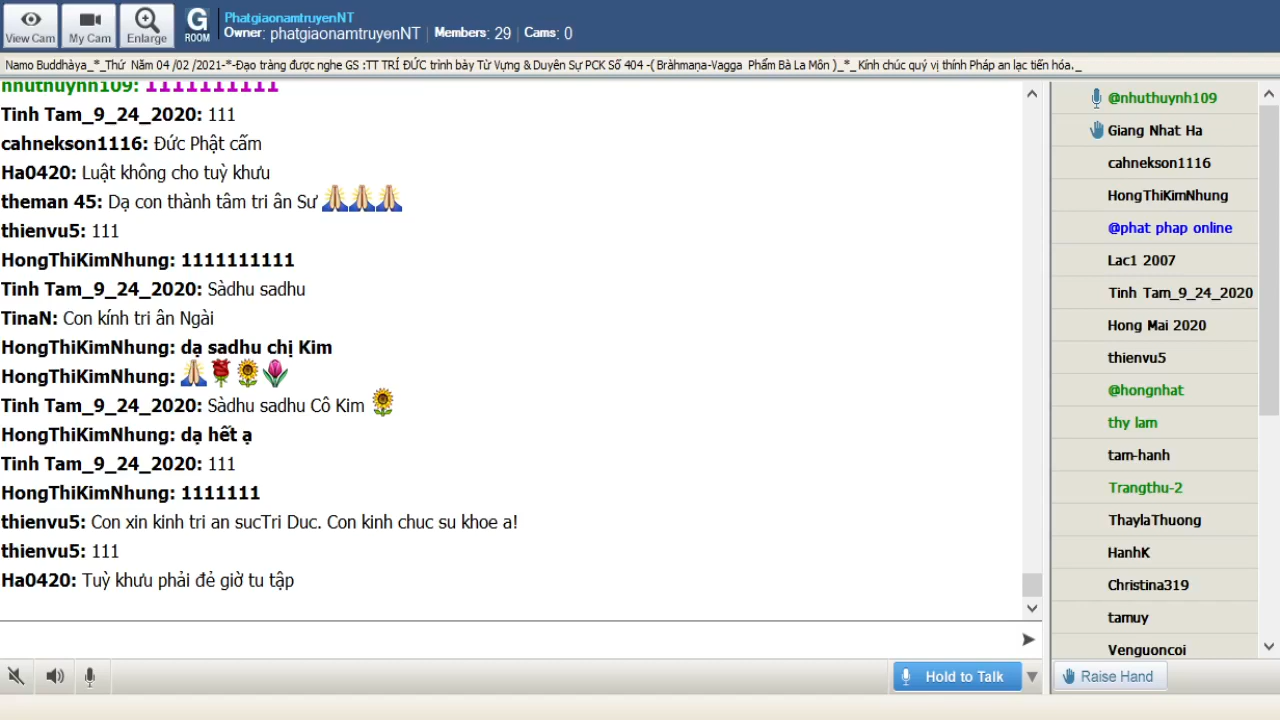 View Cam
My Cam
Enlarge
G
ROOM
PhatgiaonamtruyenNT
Owner: phatgiaonamtruyenNT | Members: 29 | Cams: 0
Namo Buddhàya_*_Thứ Năm 04 /02 /2021-*-Đạo tràng được nghe GS :TT TRÍ ĐỨC trình bày Từ Vựng & Duyên Sự PCK Số 404 -( Bràhmaṇa-Vagga Phẩm Bà La Môn )_*_ Kính chúc quý vị thính Pháp an lạc tiến hóa._
nhuthuynh109: 11111111111
Tinh Tam_9_24_2020: 111
cahnekson1116: Đức Phật cấm
Ha0420: Luật không cho tuỳ khưu
theman 45: Dạ con thành tâm tri ân Sư
thienvu5: 111
HongThiKimNhung: 1111111111
Tinh Tam_9_24_2020: Sàdhu sadhu
TinaN: Con kính tri ân Ngài
HongThiKimNhung: dạ sadhu chị Kim
HongThiKimNhung:
Tinh Tam_9_24_2020: Sàdhu sadhu Cô Kim
HongThiKimNhung: dạ hết ạ
Tinh Tam_9_24_2020: 111
HongThiKimNhung: 1111111
thienvu5: Con xin kinh tri an sucTri Duc. Con kinh chuc su khoe a!
thienvu5: 111
Ha0420: Tuỳ khưu phải đẻ giờ tu tập
@nhuthuynh109
Giang Nhat Ha
cahnekson1116
HongThiKimNhung
@phat phap online
Lac1 2007
Tinh Tam_9_24_2020
Hong Mai 2020
thienvu5
@hongnhat
thy lam
tam-hanh
Trangthu-2
ThaylaThuong
HanhK
Christina319
tamuy
Venguoncoi
Hold to Talk
Raise Hand